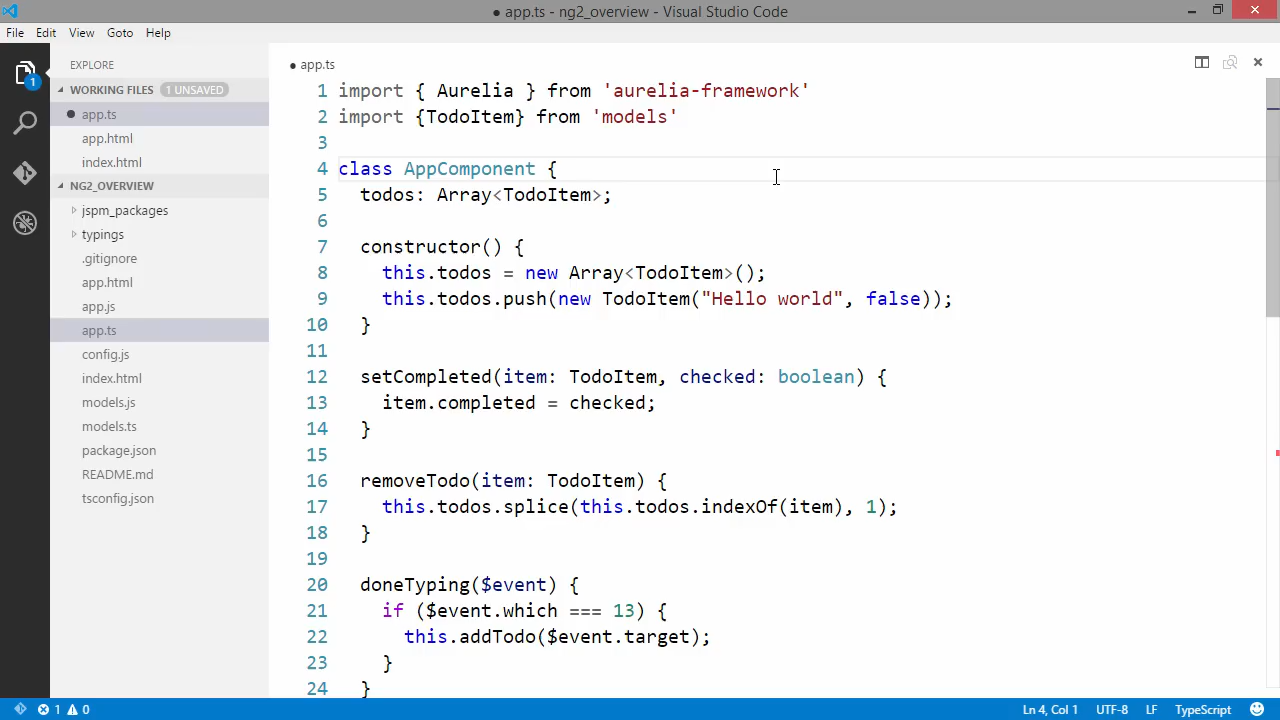 ● app.ts - ng2_overview - Visual Studio Code
File Edit View Goto Help
EXPLORE
WORKING FILES 1 UNSAVED
app.ts
app.html
index.html
NG2_OVERVIEW
jspm_packages
typings
.gitignore
app.html
app.js
app.ts
config.js
index.html
models.js
models.ts
package.json
README.md
tsconfig.json
1
● app.ts
1 import { Aurelia } from 'aurelia-framework'
2 import {TodoItem} from 'models'
3
4 class AppComponent {
5   todos: Array<TodoItem>;
6
7   constructor() {
8     this.todos = new Array<TodoItem>();
9     this.todos.push(new TodoItem("Hello world", false));
10   }
11
12   setCompleted(item: TodoItem, checked: boolean) {
13     item.completed = checked;
14   }
15
16   removeTodo(item: TodoItem) {
17     this.todos.splice(this.todos.indexOf(item), 1);
18   }
19
20   doneTyping($event) {
21     if ($event.which === 13) {
22       this.addTodo($event.target);
23     }
24   }
1 0 Ln 4, Col 1 UTF-8 LF TypeScript